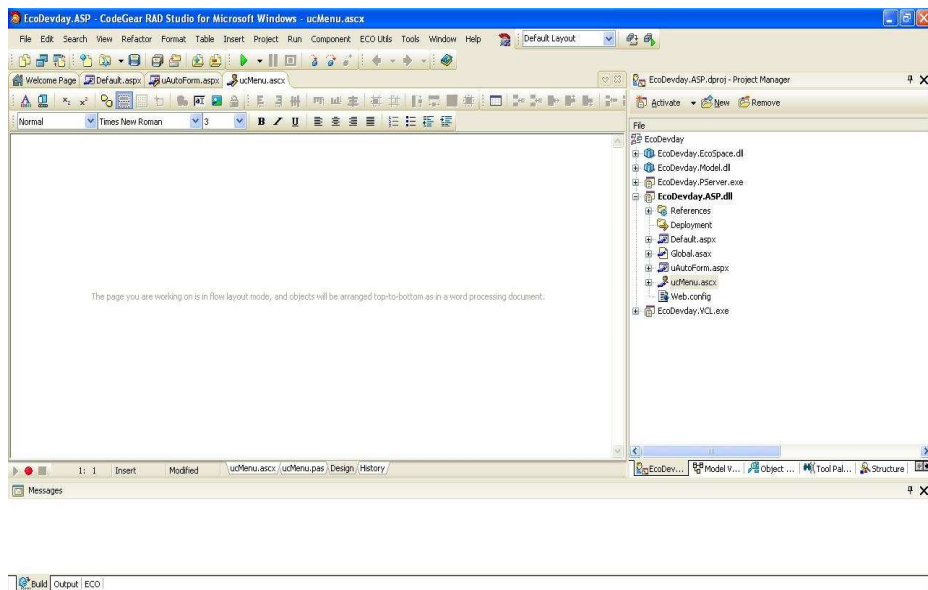 EcoDevday.ASP - CodeGear RAD Studio for Microsoft Windows - ucMenu.ascx
File Edit Search View Refactor Format Table Insert Project Run Component ECO Utils Tools Window Help Default Layout
Welcome Page Default.aspx uAutoForm.aspx ucMenu.ascx
EcoDevday.ASP.dproj - Project Manager
Activate New Remove
Normal Times New Roman 3 B I U
File
EcoDevday
EcoDevday.EcoSpace.dll
EcoDevday.Model.dll
EcoDevday.PServer.exe
EcoDevday.ASP.dll
References
Deployment
Default.aspx
Global.asax
uAutoForm.aspx
ucMenu.ascx
Web.config
EcoDevday.VCL.exe
The page you are working on is in flow layout mode, and objects will be arranged top-to-bottom as in a word processing document.
1: 1 Insert Modified ucMenu.ascx ucMenu.pas Design History
EcoDev... Model V... Object ... Tool Pal... Structure
Messages
Build Output ECO